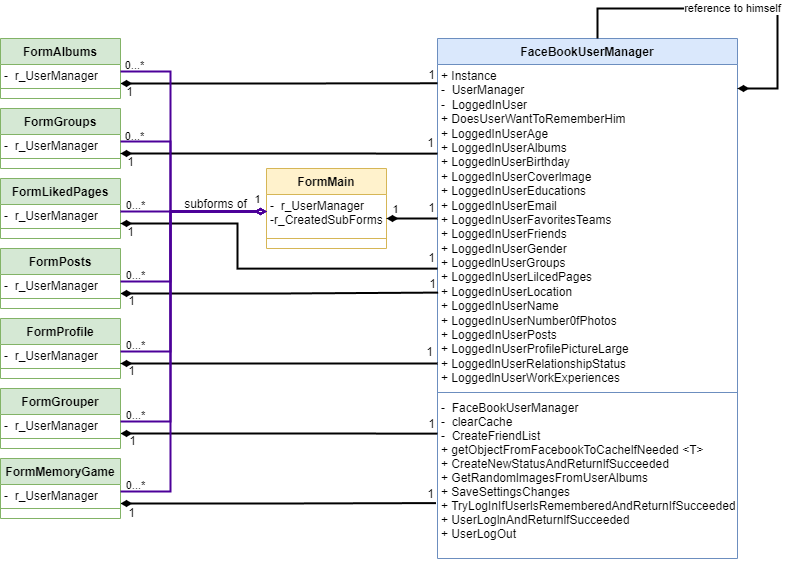 reference to himself
FormAlbums
- r_UserManager
0...*
1
1
FormGroups
- r_UserManager
0...*
1
1
FormLikedPages
- r_UserManager
0...*
1
1
FormPosts
- r_UserManager
0...*
1
1
FormProfile
- r_UserManager
0...*
1
1
FormGrouper
- r_UserManager
0...*
1
1
FormMemoryGame
- r_UserManager
0...*
1
1
subforms of
1
FormMain
- r_UserManager
-r_CreatedSubForms
1
1
FaceBookUserManager
+ Instance
- UserManager
- LoggedInUser
+ DoesUserWantToRememberHim
+ LoggedInUserAge
+ LoggedInUserAlbums
+ LoggedInUserBirthday
+ LoggedInUserCoverImage
+ LoggedInUserEducations
+ LoggedInUserEmail
+ LoggedInUserFavoritesTeams
+ LoggedInUserFriends
+ LoggedInUserGender
+ LoggedInUserGroups
+ LoggedInUserLilcedPages
+ LoggedInUserLocation
+ LoggedInUserName
+ LoggedInUserNumber0fPhotos
+ LoggedInUserPosts
+ LoggedInUserProfilePictureLarge
+ LoggedInUserRelationshipStatus
+ LoggedInUserWorkExperiences
- FaceBookUserManager
- clearCache
- CreateFriendList
+ getObjectFromFacebookToCacheIfNeeded <T>
+ CreateNewStatusAndReturnIfSucceeded
+ GetRandomImagesFromUserAlbums
+ SaveSettingsChanges
+ TryLogInIfUserIsRememberedAndReturnIfSucceeded
+ UserLogInAndReturnIfSucceeded
+ UserLogOut